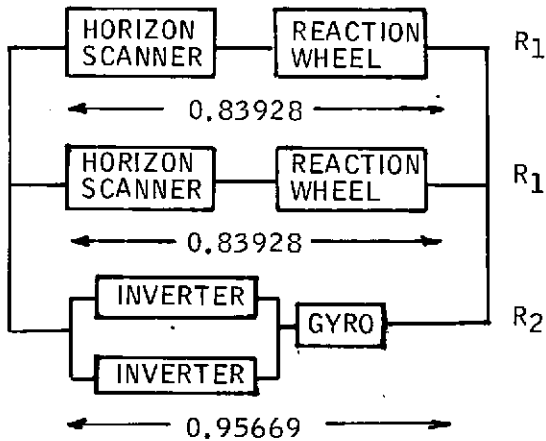 HORIZON SCANNER
REACTION WHEEL
R1
0.83928
HORIZON SCANNER
REACTION WHEEL
R1
0.83928
INVERTER
GYRO
R2
INVERTER
0.95669